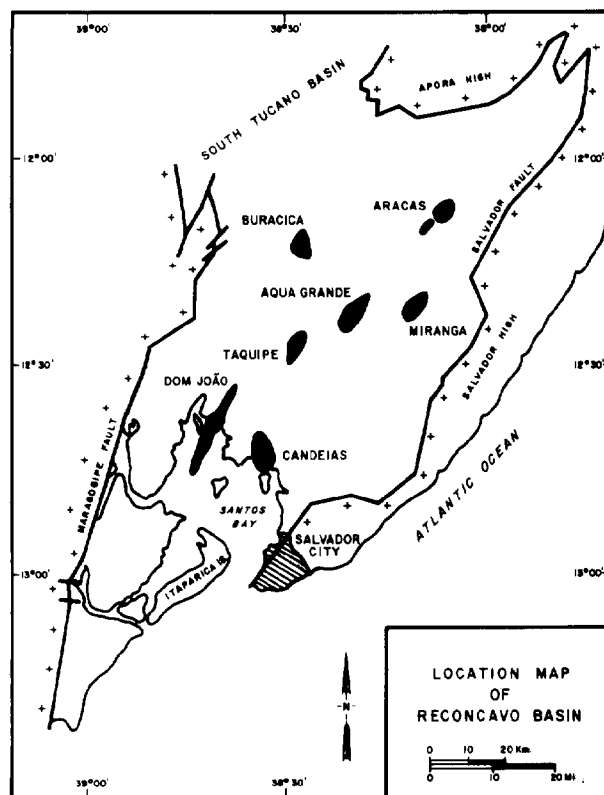 39°00'
38°30'
38°00'
SOUTH TUCANO BASIN
APORA HIGH
12°00'
12°00'
ARACAS
BURACICA
SALVADOR FAULT
AQUA GRANDE
MIRANGA
TAQUIPE
12°30'
12°30'
SALVADOR HIGH
DOM JOÃO
MARAGOGIPE FAULT
CANDEIAS
ATLANTIC OCEAN
SANTOS
BAY
SALVADOR
CITY
ITAPARICA IS.
13°00'
13°00'
N
LOCATION MAP
OF
RECONCAVO BASIN
0 10 20 Km.
0 10 20 Mi.
39°00'
38°30'